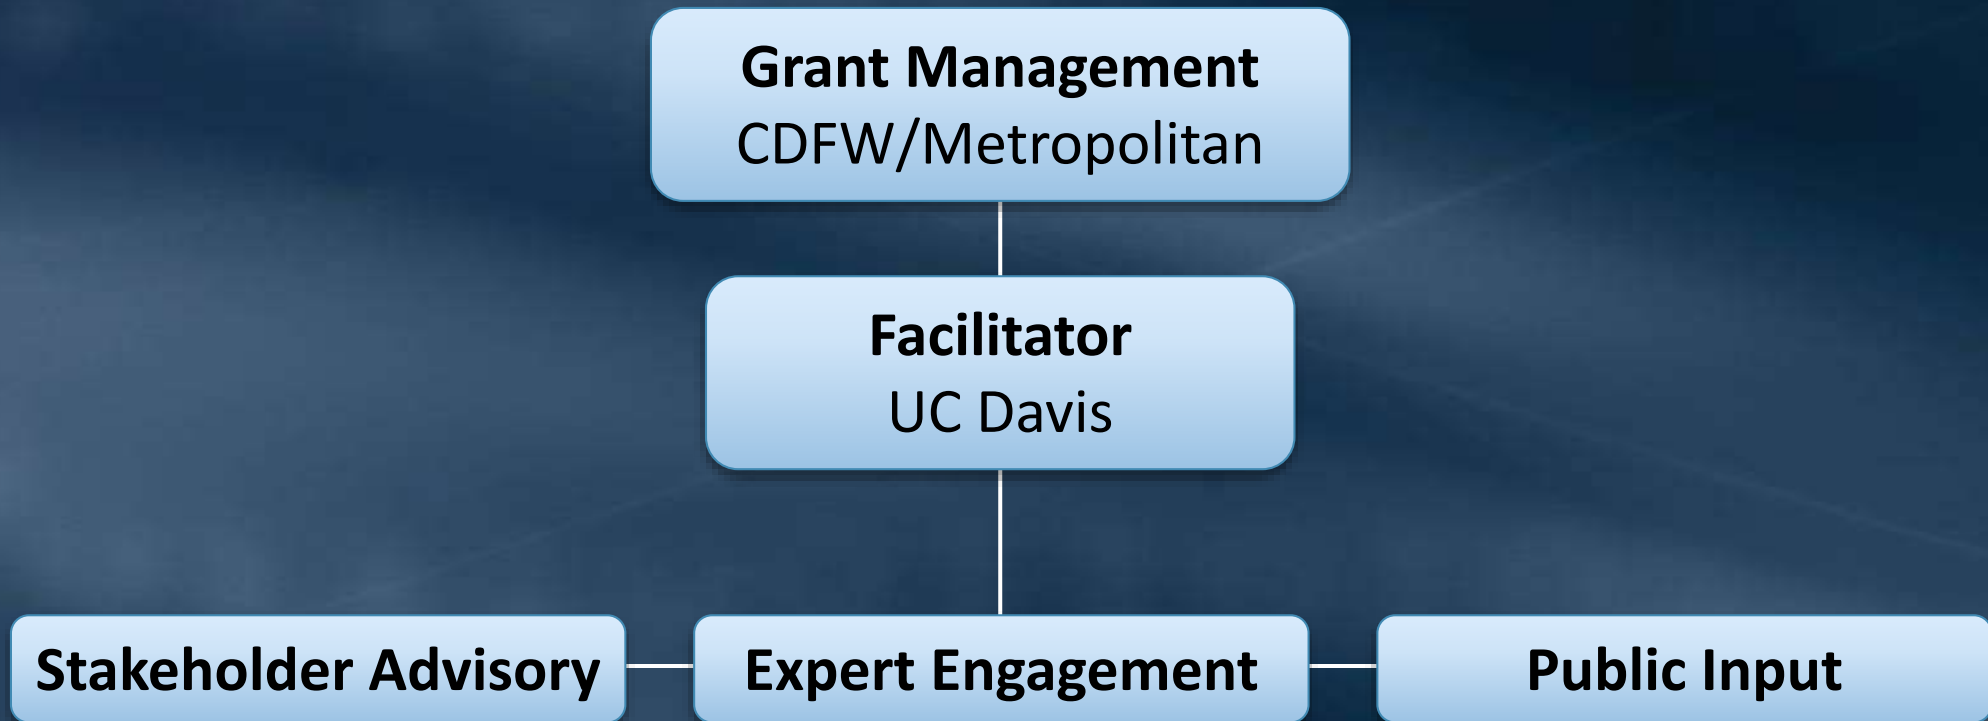 Grant Management
CDFW/Metropolitan
Facilitator
UC Davis
Stakeholder Advisory
Expert Engagement
Public Input